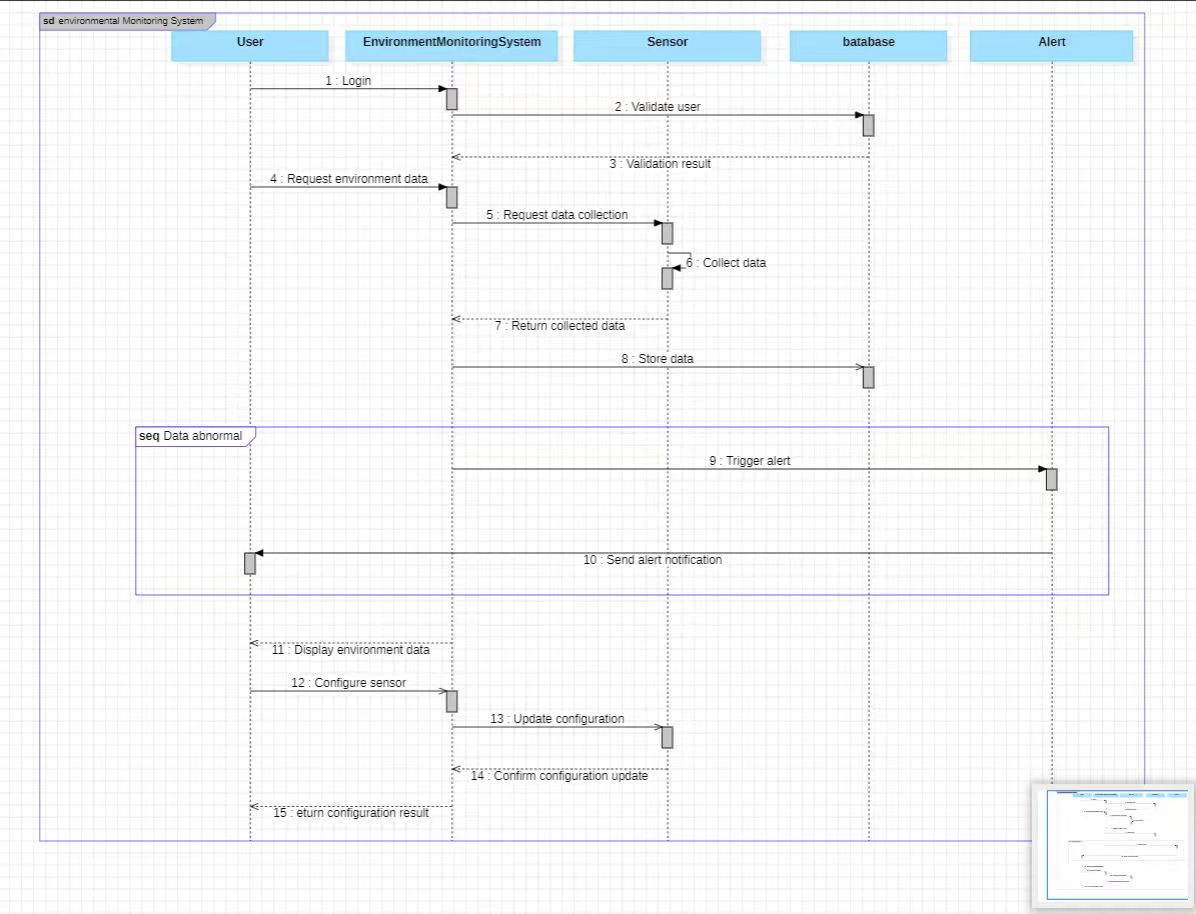 sd environmental Monitoring System
User
EnvironmentMonitoringSystem
Sensor
batabase
Alert
1 : Login
2 : Validate user
3 : Validation result
4 : Request environment data
5 : Request data collection
6 : Collect data
7 : Return collected data
8 : Store data
seq Data abnormal
9 : Trigger alert
10 : Send alert notification
11 : Display environment data
12 : Configure sensor
13 : Update configuration
14 : Confirm configuration update
15 : eturn configuration result